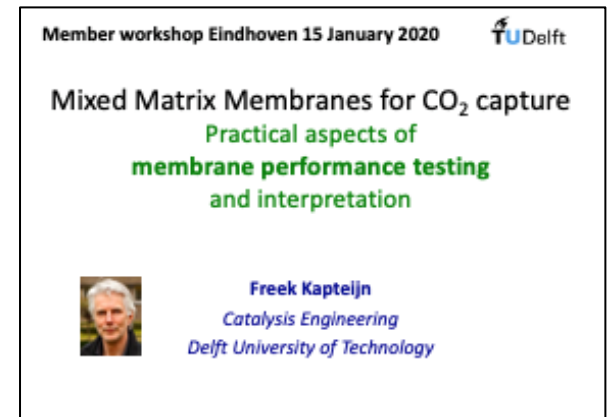 Member workshop Eindhoven 15 January 2020
TUDelft
Mixed Matrix Membranes for CO₂ capture
Practical aspects of
membrane performance testing
and interpretation
Freek Kapteijn
Catalysis Engineering
Delft University of Technology